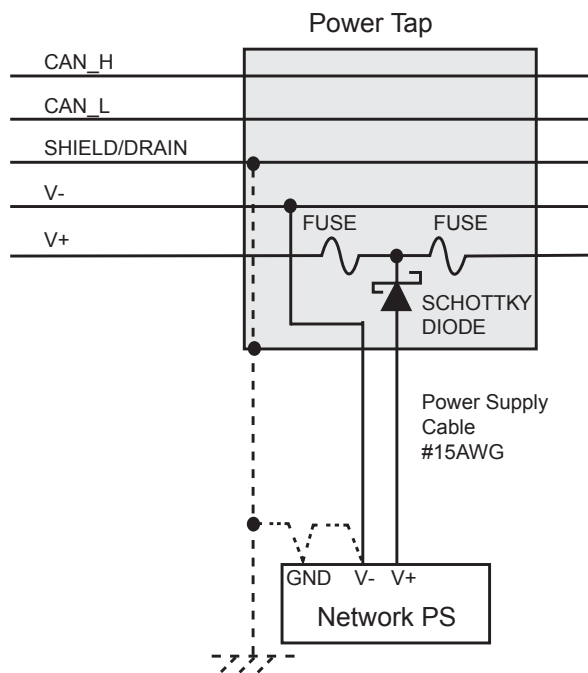 Power Tap
CAN_H
CAN_L
SHIELD/DRAIN
V-
V+
FUSE
FUSE
SCHOTTKY
DIODE
Power Supply
Cable
#15AWG
GND V- V+
Network PS